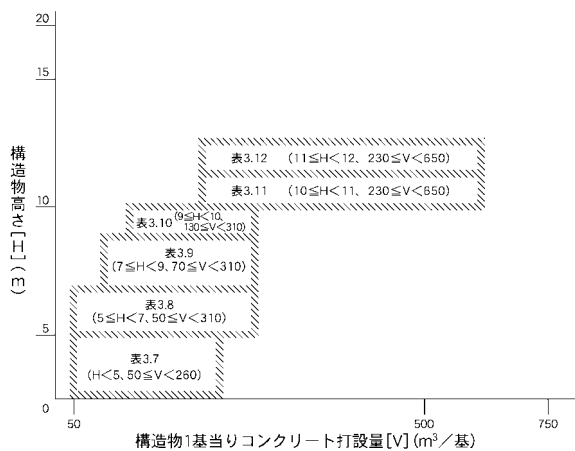 20
15
構造物高さ[H](m)
表3.12 (11≦H<12、230≦V<650)
表3.11 (10≦H<11、230≦V<650)
10
表3.10 (9≦H<10、
130≦V<310)
表3.9
(7≦H<9、70≦V<310)
表3.8
(5≦H<7、50≦V<310)
5
表3.7
(H<5、50≦V<260)
0
50
500
750
構造物1基当りコンクリート打設量[V](m³/基)